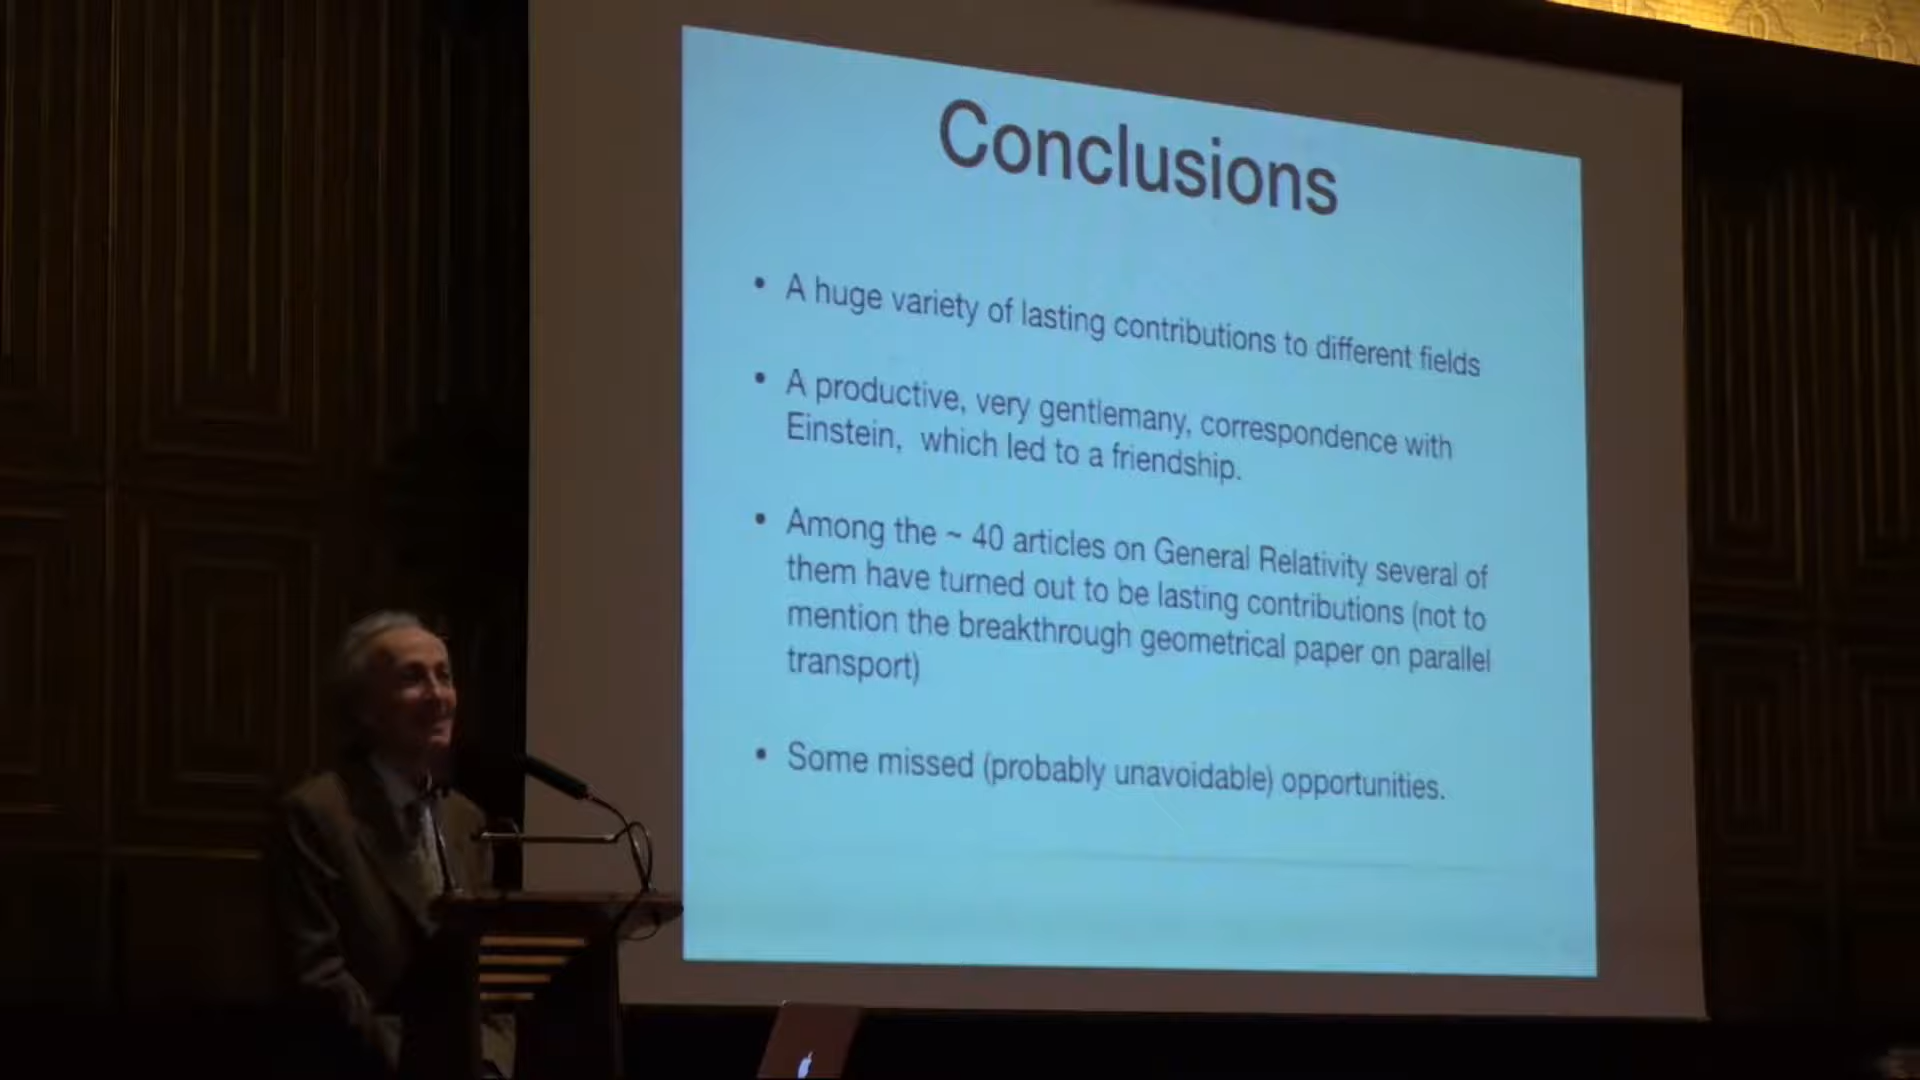 Conclusions
• A huge variety of lasting contributions to different fields
• A productive, very gentlemany, correspondence with
Einstein, which led to a friendship.
• Among the ~ 40 articles on General Relativity several of
them have turned out to be lasting contributions (not to
mention the breakthrough geometrical paper on parallel
transport)
• Some missed (probably unavoidable) opportunities.